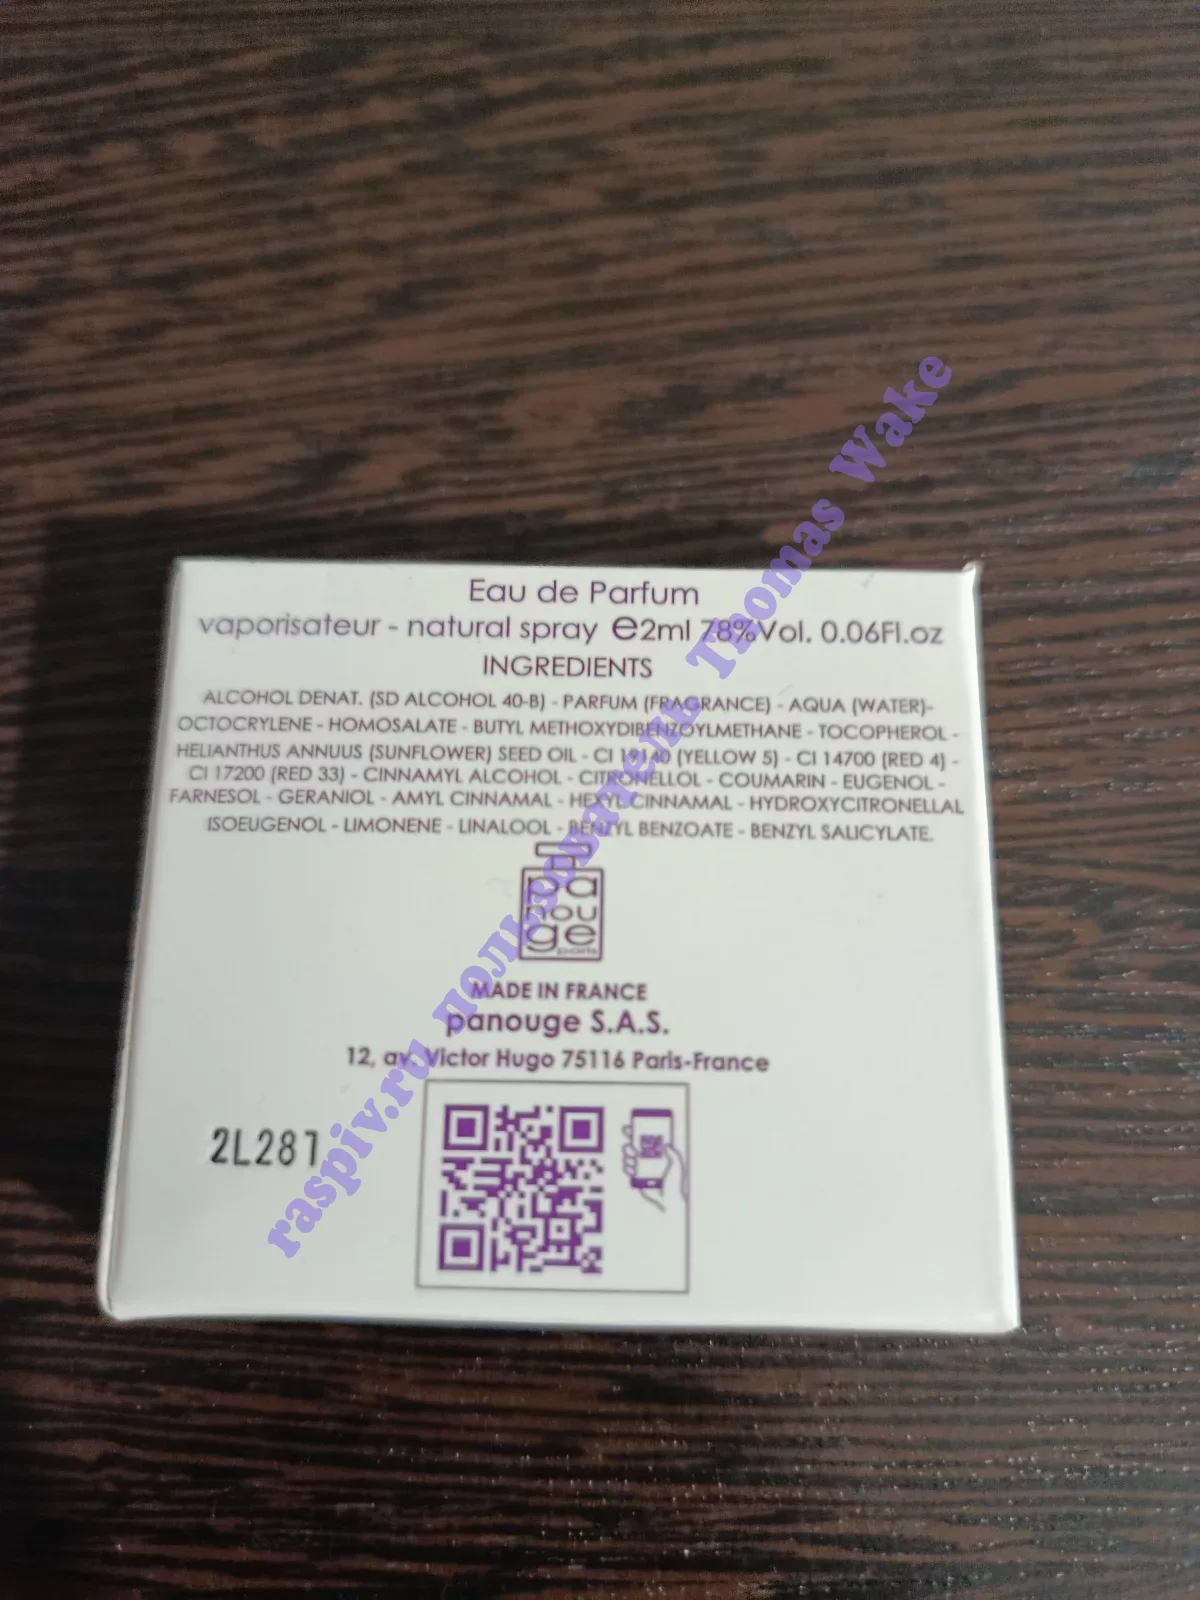 Eau de Parfum
vaporisateur - natural spray e2ml 78%Vol. 0.06Fl.oz
INGREDIENTS
ALCOHOL DENAT. (SD ALCOHOL 40-B) - PARFUM (FRAGRANCE) - AQUA (WATER)-
OCTOCRYLENE - HOMOSALATE - BUTYL METHOXYDIBENZOYLMETHANE - TOCOPHEROL -
HELIANTHUS ANNUUS (SUNFLOWER) SEED OIL - CI 19140 (YELLOW 5) - CI 14700 (RED 4) -
CI 17200 (RED 33) - CINNAMYL ALCOHOL - CITRONELLOL - COUMARIN - EUGENOL -
FARNESOL - GERANIOL - AMYL CINNAMAL - HEXYL CINNAMAL - HYDROXYCITRONELLAL
ISOEUGENOL - LIMONENE - LINALOOL - BENZYL BENZOATE - BENZYL SALICYLATE.
pa
nou
ge
paris
MADE IN FRANCE
panouge S.A.S.
12, av. Victor Hugo 75116 Paris-France
2L281
raspiv.ru пользователь Thomas Wake